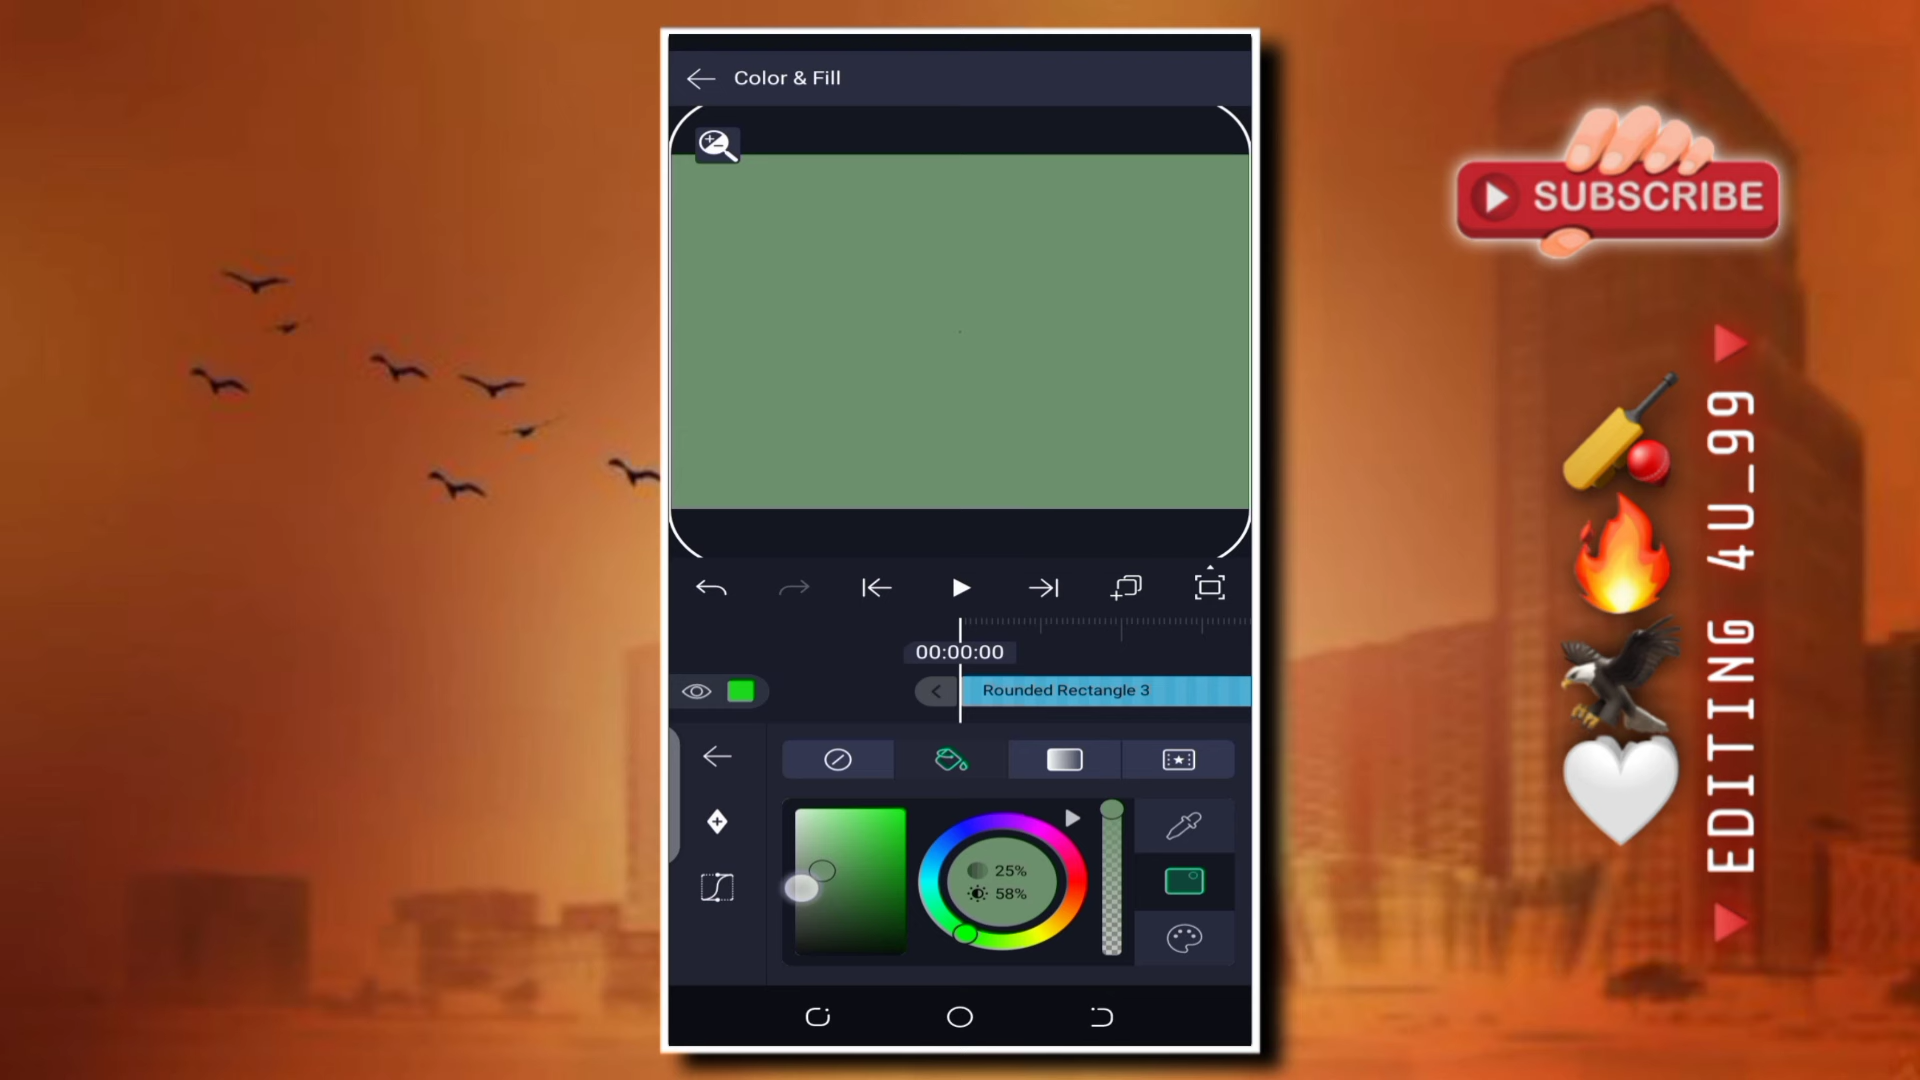 Color & Fill
SUBSCRIBE
EDITING 4U_99
00:00:00
Rounded Rectangle 3
25%
58%